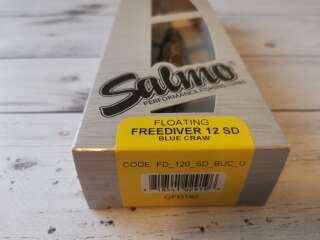 Salmo
PERFORMANCE FISHING LURES
FLOATING
FREEDIVER 12 SD
BLUE CRAW
CODE FD_120_SD_BUC_U